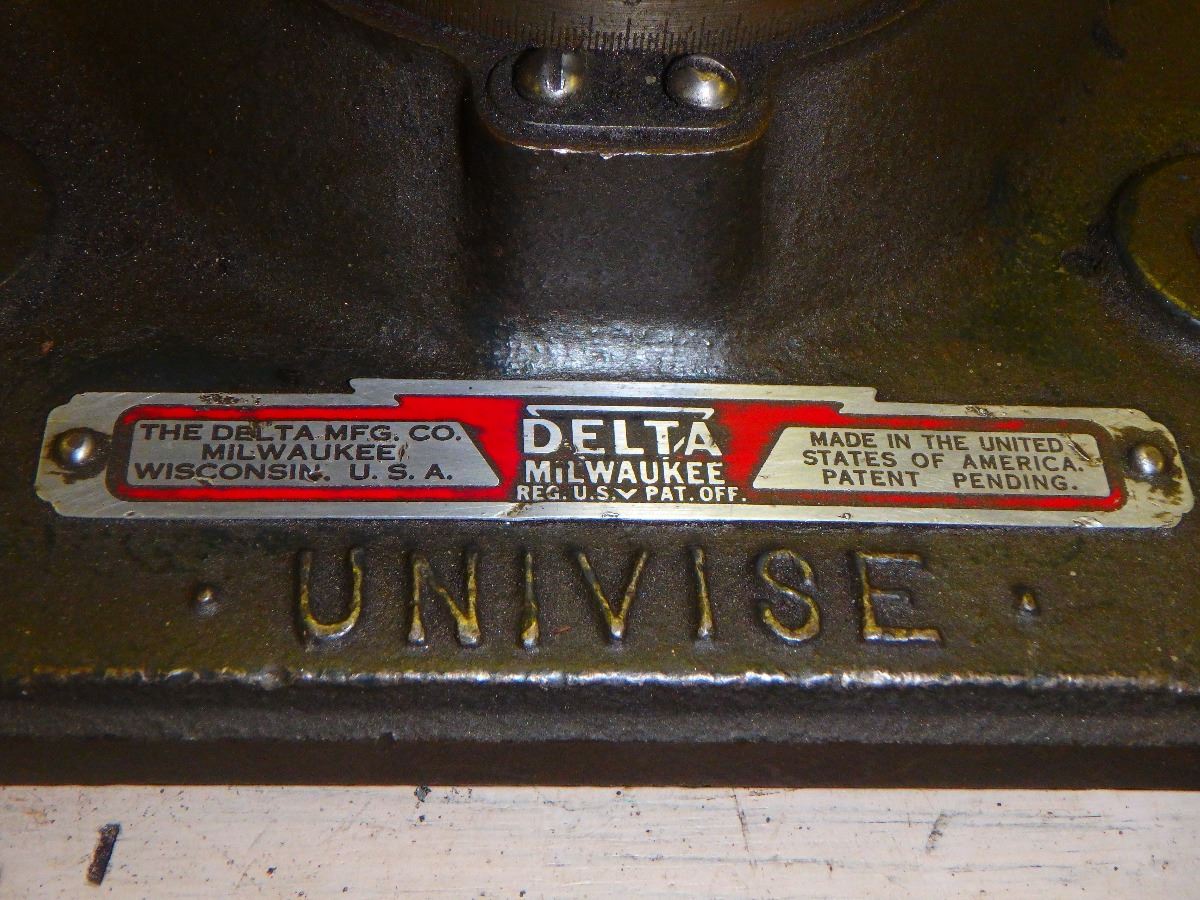 THE DELTA MFG. CO.
MILWAUKEE
WISCONSIN. U. S. A.
DELTA
MILWAUKEE
REG. U.S. PAT. OFF.
MADE IN THE UNITED
STATES OF AMERICA.
PATENT PENDING.
UNIVISE